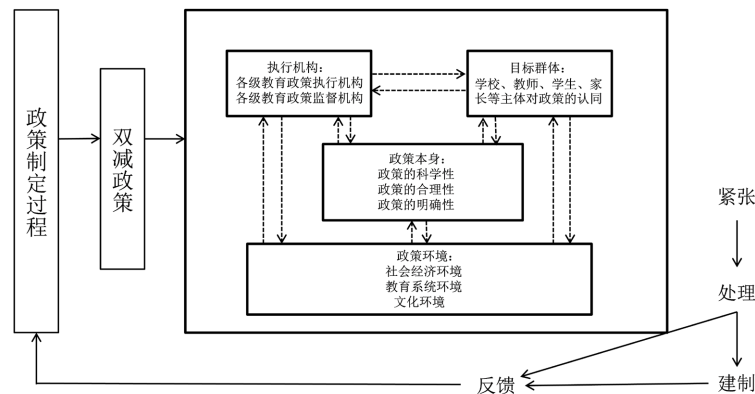 政策制定过程
双减政策
执行机构：
各级教育政策执行机构
各级教育政策监督机构
目标群体：
学校、教师、学生、家
长等主体对政策的认同
政策本身：
政策的科学性
政策的合理性
政策的明确性
政策环境：
社会经济环境
教育系统环境
文化环境
紧张
处理
建制
反馈